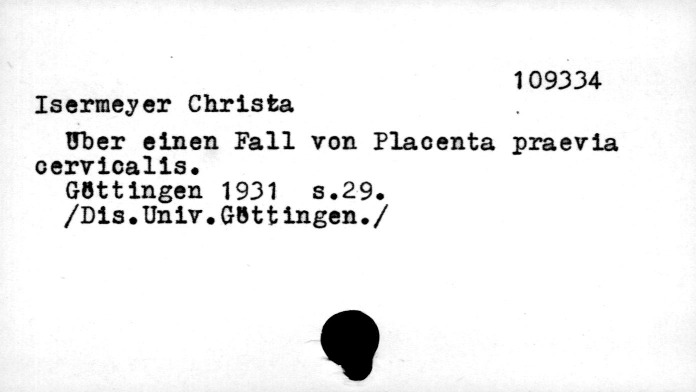 109334
Isermeyer Christa
Über einen Fall von Placenta praevia
cervicalis.
Göttingen 1931 s.29.
/Dis.Univ.Göttingen./